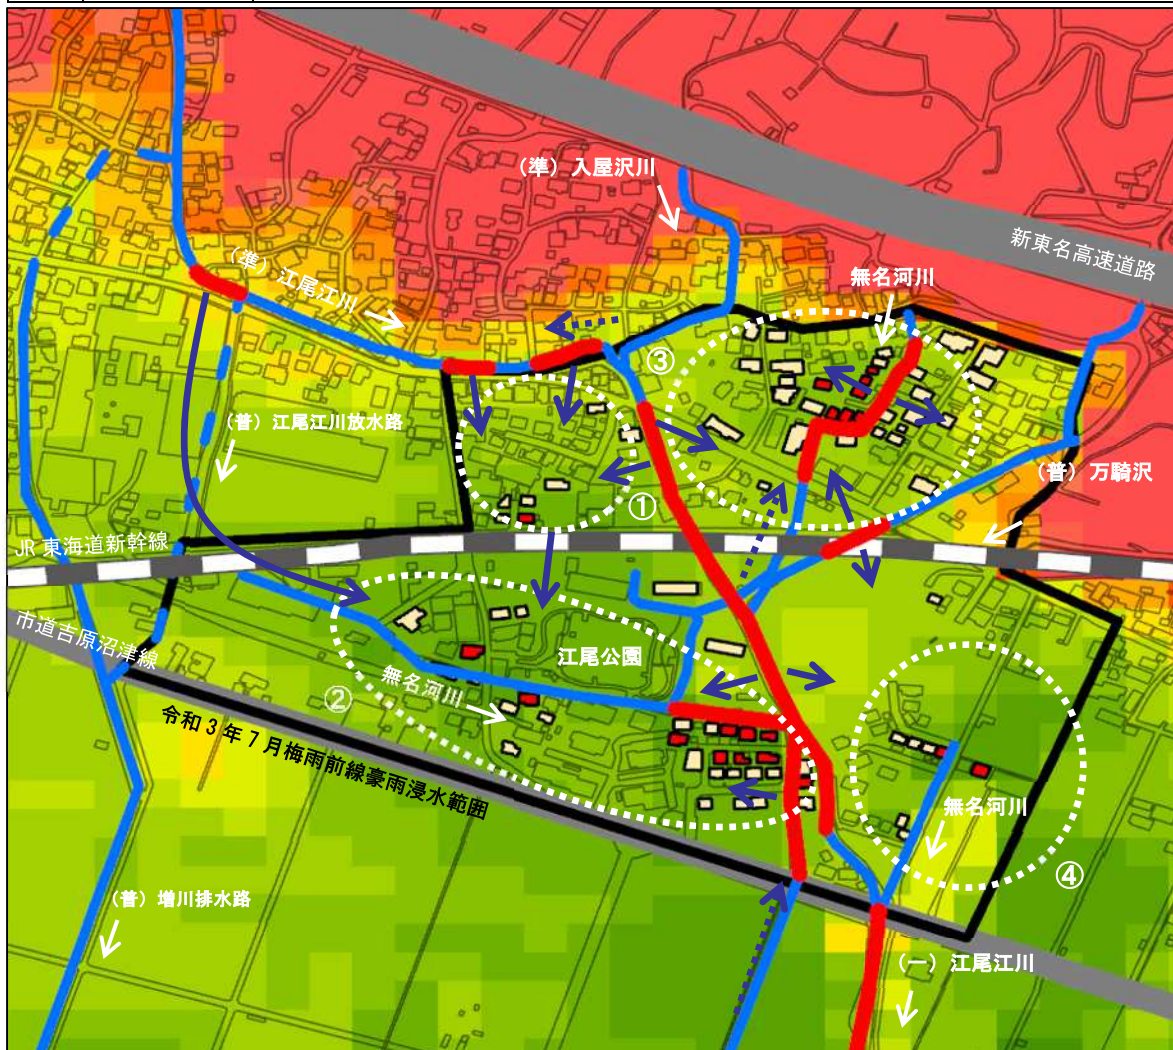 (準)入屋沢川
新東名高速道路
(準)江尾江川
無名河川
③
(普)江尾江川放水路
(普)万騎沢
①
JR 東海道新幹線
市道吉原沼津線
江尾公園
無名河川
②
令和3年7月梅雨前線豪雨浸水範囲
無名河川
④
(普)増川排水路
(一)江尾江川